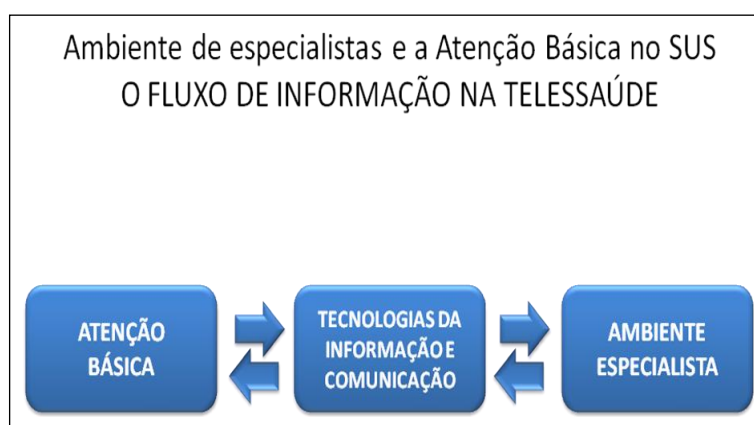 Ambiente de especialistas e a Atenção Básica no SUS
O FLUXO DE INFORMAÇÃO NA TELESSAÚDE
ATENÇÃO
BÁSICA
TECNOLOGIAS DA
INFORMAÇÃO E
COMUNICAÇÃO
AMBIENTE
ESPECIALISTA